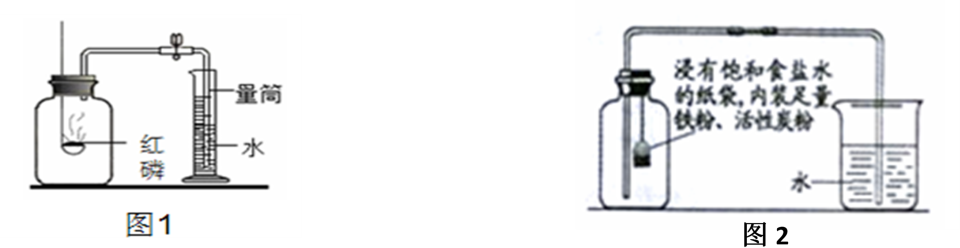 量筒
水
红
磷
图1
浸有饱和食盐水
的纸袋，内装足量
铁粉、活性炭粉
水
图 2